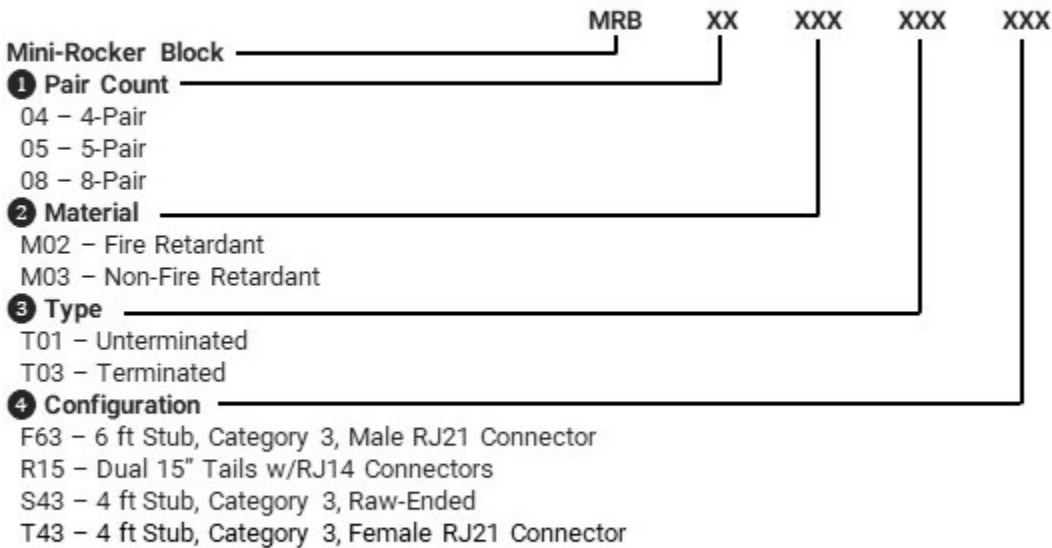 MRB XX XXX XXX XXX
Mini-Rocker Block
1 Pair Count
04 – 4-Pair
05 – 5-Pair
08 – 8-Pair
2 Material
M02 – Fire Retardant
M03 – Non-Fire Retardant
3 Type
T01 – Unterminated
T03 – Terminated
4 Configuration
F63 – 6 ft Stub, Category 3, Male RJ21 Connector
R15 – Dual 15” Tails w/RJ14 Connectors
S43 – 4 ft Stub, Category 3, Raw-Ended
T43 – 4 ft Stub, Category 3, Female RJ21 Connector